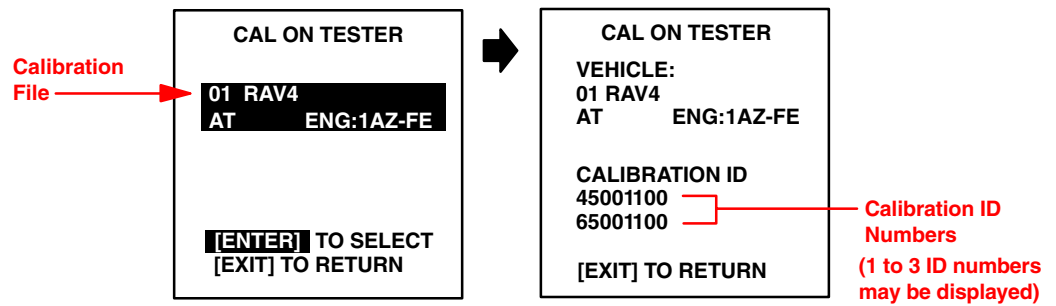 Calibration
File
CAL ON TESTER
01 RAV4
AT ENG:1AZ-FE
[ENTER] TO SELECT
[EXIT] TO RETURN
CAL ON TESTER
VEHICLE:
01 RAV4
AT ENG:1AZ-FE
CALIBRATION ID
45001100
65001100
[EXIT] TO RETURN
Calibration ID
Numbers
(1 to 3 ID numbers
may be displayed)